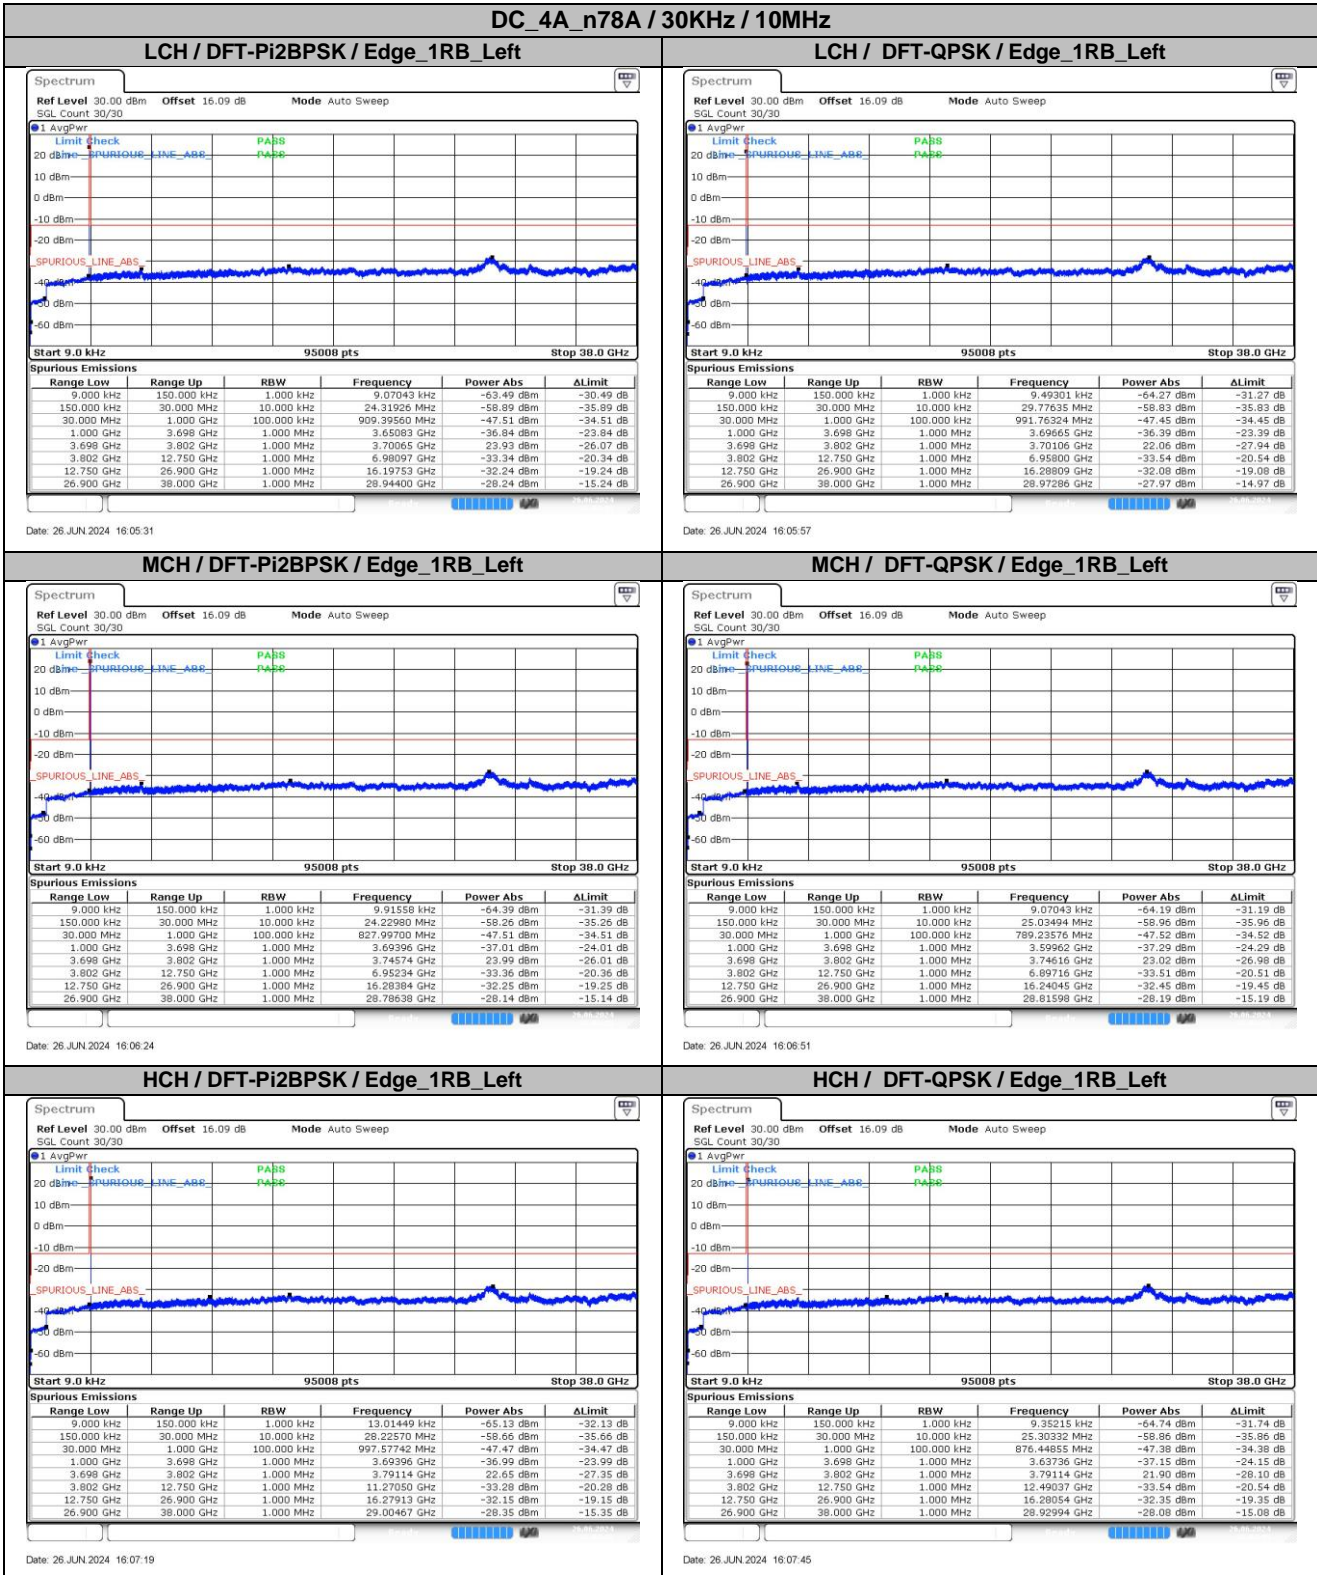 DC_4A_n78A / 30KHz / 10MHz
LCH / DFT-Pi2BPSK / Edge_1RB_Left
Spectrum
Ref Level 30.00 dBm Offset 16.09 dB Mode Auto Sweep
SGL Count 30/30
1 AvgPwr
Limit Check PASS
Line _SPURIOUS_LINE_ABS_ PASS
20 dBm
10 dBm
0 dBm
-10 dBm
-20 dBm
_SPURIOUS_LINE_ABS_
-40 dBm
-50 dBm
-60 dBm
Start 9.0 kHz 95008 pts Stop 38.0 GHz
Spurious Emissions
Range Low Range Up RBW Frequency Power Abs ΔLimit
9.000 kHz 150.000 kHz 1.000 kHz 9.07043 kHz -63.49 dBm -30.49 dB
150.000 kHz 30.000 MHz 10.000 kHz 24.31926 MHz -58.89 dBm -35.89 dB
30.000 MHz 1.000 GHz 100.000 kHz 909.39560 MHz -47.51 dBm -34.51 dB
1.000 GHz 3.698 GHz 1.000 MHz 3.65083 GHz -36.84 dBm -23.84 dB
3.698 GHz 3.802 GHz 1.000 MHz 3.70065 GHz 23.93 dBm -26.07 dB
3.802 GHz 12.750 GHz 1.000 MHz 6.98097 GHz -33.34 dBm -20.34 dB
12.750 GHz 26.900 GHz 1.000 MHz 16.19753 GHz -32.24 dBm -19.24 dB
26.900 GHz 38.000 GHz 1.000 MHz 28.94400 GHz -28.24 dBm -15.24 dB
Date: 26.JUN.2024 16:05:31
LCH / DFT-QPSK / Edge_1RB_Left
Spectrum
Ref Level 30.00 dBm Offset 16.09 dB Mode Auto Sweep
SGL Count 30/30
1 AvgPwr
Limit Check PASS
Line _SPURIOUS_LINE_ABS_ PASS
20 dBm
10 dBm
0 dBm
-10 dBm
-20 dBm
_SPURIOUS_LINE_ABS_
-40 dBm
-50 dBm
-60 dBm
Start 9.0 kHz 95008 pts Stop 38.0 GHz
Spurious Emissions
Range Low Range Up RBW Frequency Power Abs ΔLimit
9.000 kHz 150.000 kHz 1.000 kHz 9.49301 kHz -64.27 dBm -31.27 dB
150.000 kHz 30.000 MHz 10.000 kHz 29.77635 MHz -58.83 dBm -35.83 dB
30.000 MHz 1.000 GHz 100.000 kHz 991.76324 MHz -47.45 dBm -34.45 dB
1.000 GHz 3.698 GHz 1.000 MHz 3.69665 GHz -36.39 dBm -23.39 dB
3.698 GHz 3.802 GHz 1.000 MHz 3.70106 GHz 22.06 dBm -27.94 dB
3.802 GHz 12.750 GHz 1.000 MHz 6.95800 GHz -33.54 dBm -20.54 dB
12.750 GHz 26.900 GHz 1.000 MHz 16.28809 GHz -32.08 dBm -19.08 dB
26.900 GHz 38.000 GHz 1.000 MHz 28.97286 GHz -27.97 dBm -14.97 dB
Date: 26.JUN.2024 16:05:57
MCH / DFT-Pi2BPSK / Edge_1RB_Left
Spectrum
Ref Level 30.00 dBm Offset 16.09 dB Mode Auto Sweep
SGL Count 30/30
1 AvgPwr
Limit Check PASS
Line _SPURIOUS_LINE_ABS_ PASS
20 dBm
10 dBm
0 dBm
-10 dBm
-20 dBm
_SPURIOUS_LINE_ABS_
-40 dBm
-50 dBm
-60 dBm
Start 9.0 kHz 95008 pts Stop 38.0 GHz
Spurious Emissions
Range Low Range Up RBW Frequency Power Abs ΔLimit
9.000 kHz 150.000 kHz 1.000 kHz 9.91558 kHz -64.39 dBm -31.39 dB
150.000 kHz 30.000 MHz 10.000 kHz 24.22980 MHz -58.26 dBm -35.26 dB
30.000 MHz 1.000 GHz 100.000 kHz 827.99700 MHz -47.51 dBm -34.51 dB
1.000 GHz 3.698 GHz 1.000 MHz 3.69396 GHz -37.01 dBm -24.01 dB
3.698 GHz 3.802 GHz 1.000 MHz 3.74574 GHz 23.99 dBm -26.01 dB
3.802 GHz 12.750 GHz 1.000 MHz 6.95234 GHz -33.36 dBm -20.36 dB
12.750 GHz 26.900 GHz 1.000 MHz 16.28384 GHz -32.25 dBm -19.25 dB
26.900 GHz 38.000 GHz 1.000 MHz 28.78638 GHz -28.14 dBm -15.14 dB
Date: 26.JUN.2024 16:06:24
MCH / DFT-QPSK / Edge_1RB_Left
Spectrum
Ref Level 30.00 dBm Offset 16.09 dB Mode Auto Sweep
SGL Count 30/30
1 AvgPwr
Limit Check PASS
Line _SPURIOUS_LINE_ABS_ PASS
20 dBm
10 dBm
0 dBm
-10 dBm
-20 dBm
_SPURIOUS_LINE_ABS_
-40 dBm
-50 dBm
-60 dBm
Start 9.0 kHz 95008 pts Stop 38.0 GHz
Spurious Emissions
Range Low Range Up RBW Frequency Power Abs ΔLimit
9.000 kHz 150.000 kHz 1.000 kHz 9.07043 kHz -64.19 dBm -31.19 dB
150.000 kHz 30.000 MHz 10.000 kHz 25.03494 MHz -58.96 dBm -35.96 dB
30.000 MHz 1.000 GHz 100.000 kHz 789.23576 MHz -47.52 dBm -34.52 dB
1.000 GHz 3.698 GHz 1.000 MHz 3.59962 GHz -37.29 dBm -24.29 dB
3.698 GHz 3.802 GHz 1.000 MHz 3.74616 GHz 23.02 dBm -26.98 dB
3.802 GHz 12.750 GHz 1.000 MHz 6.89716 GHz -33.51 dBm -20.51 dB
12.750 GHz 26.900 GHz 1.000 MHz 16.24045 GHz -32.45 dBm -19.45 dB
26.900 GHz 38.000 GHz 1.000 MHz 28.81598 GHz -28.19 dBm -15.19 dB
Date: 26.JUN.2024 16:06:51
HCH / DFT-Pi2BPSK / Edge_1RB_Left
Spectrum
Ref Level 30.00 dBm Offset 16.09 dB Mode Auto Sweep
SGL Count 30/30
1 AvgPwr
Limit Check PASS
Line _SPURIOUS_LINE_ABS_ PASS
20 dBm
10 dBm
0 dBm
-10 dBm
-20 dBm
_SPURIOUS_LINE_ABS_
-40 dBm
-50 dBm
-60 dBm
Start 9.0 kHz 95008 pts Stop 38.0 GHz
Spurious Emissions
Range Low Range Up RBW Frequency Power Abs ΔLimit
9.000 kHz 150.000 kHz 1.000 kHz 13.01449 kHz -65.13 dBm -32.13 dB
150.000 kHz 30.000 MHz 10.000 kHz 28.22570 MHz -58.66 dBm -35.66 dB
30.000 MHz 1.000 GHz 100.000 kHz 997.57742 MHz -47.47 dBm -34.47 dB
1.000 GHz 3.698 GHz 1.000 MHz 3.69396 GHz -36.99 dBm -23.99 dB
3.698 GHz 3.802 GHz 1.000 MHz 3.79114 GHz 22.65 dBm -27.35 dB
3.802 GHz 12.750 GHz 1.000 MHz 11.27050 GHz -33.28 dBm -20.28 dB
12.750 GHz 26.900 GHz 1.000 MHz 16.27913 GHz -32.15 dBm -19.15 dB
26.900 GHz 38.000 GHz 1.000 MHz 29.00467 GHz -28.35 dBm -15.35 dB
Date: 26.JUN.2024 16:07:19
HCH / DFT-QPSK / Edge_1RB_Left
Spectrum
Ref Level 30.00 dBm Offset 16.09 dB Mode Auto Sweep
SGL Count 30/30
1 AvgPwr
Limit Check PASS
Line _SPURIOUS_LINE_ABS_ PASS
20 dBm
10 dBm
0 dBm
-10 dBm
-20 dBm
_SPURIOUS_LINE_ABS_
-40 dBm
-50 dBm
-60 dBm
Start 9.0 kHz 95008 pts Stop 38.0 GHz
Spurious Emissions
Range Low Range Up RBW Frequency Power Abs ΔLimit
9.000 kHz 150.000 kHz 1.000 kHz 9.35215 kHz -64.74 dBm -31.74 dB
150.000 kHz 30.000 MHz 10.000 kHz 25.30332 MHz -58.86 dBm -35.86 dB
30.000 MHz 1.000 GHz 100.000 kHz 876.44855 MHz -47.38 dBm -34.38 dB
1.000 GHz 3.698 GHz 1.000 MHz 3.63736 GHz -37.15 dBm -24.15 dB
3.698 GHz 3.802 GHz 1.000 MHz 3.79114 GHz 21.90 dBm -28.10 dB
3.802 GHz 12.750 GHz 1.000 MHz 12.49037 GHz -33.54 dBm -20.54 dB
12.750 GHz 26.900 GHz 1.000 MHz 16.28054 GHz -32.35 dBm -19.35 dB
26.900 GHz 38.000 GHz 1.000 MHz 28.92994 GHz -28.08 dBm -15.08 dB
Date: 26.JUN.2024 16:07:45